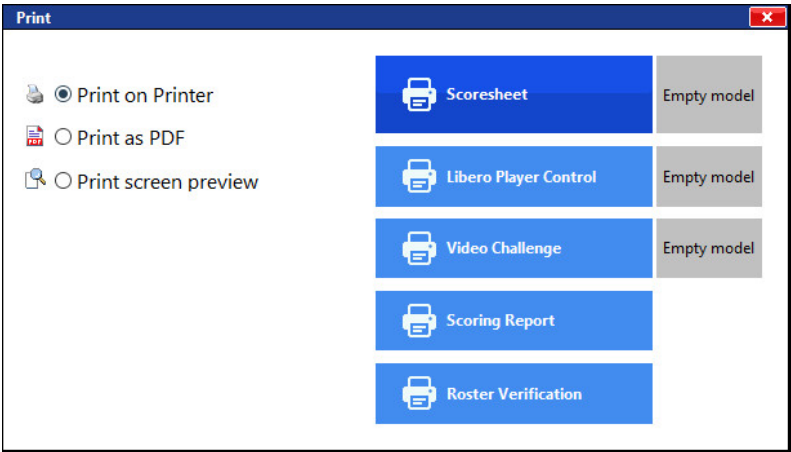 Print
Print on Printer
PDF
Print as PDF
Print screen preview
Scoresheet
Empty model
Libero Player Control
Empty model
Video Challenge
Empty model
Scoring Report
Roster Verification